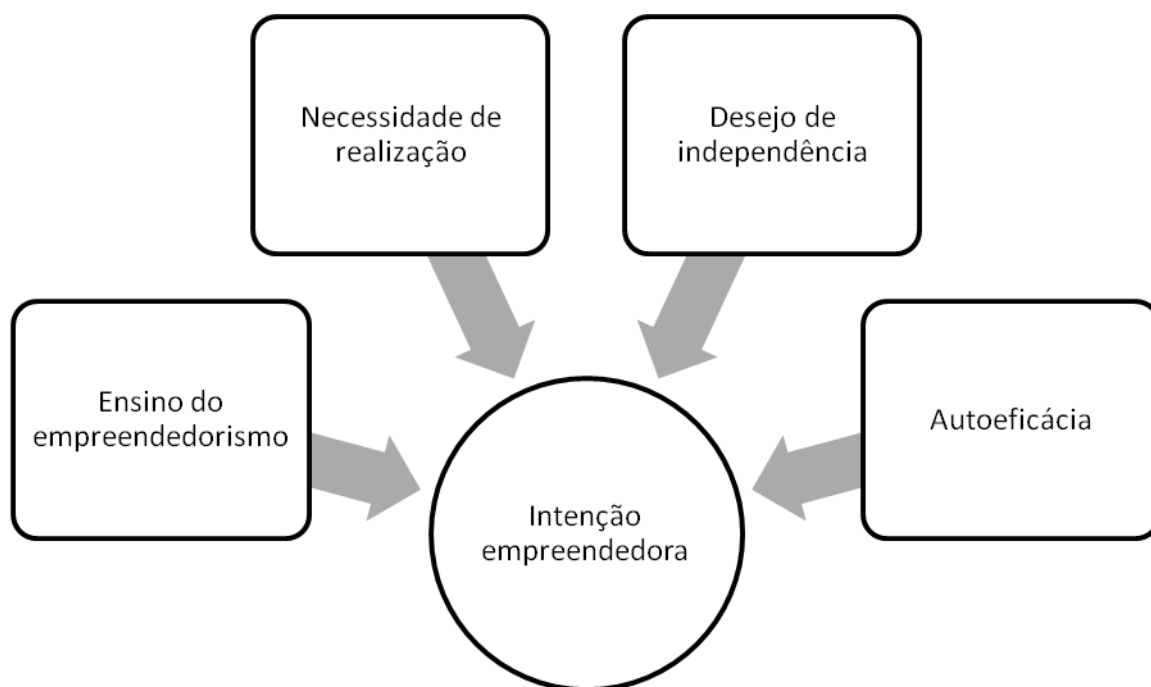 Necessidade de
realização
Desejo de
independência
Ensino do
empreendedorismo
Autoeficácia
Intenção
empreendedora